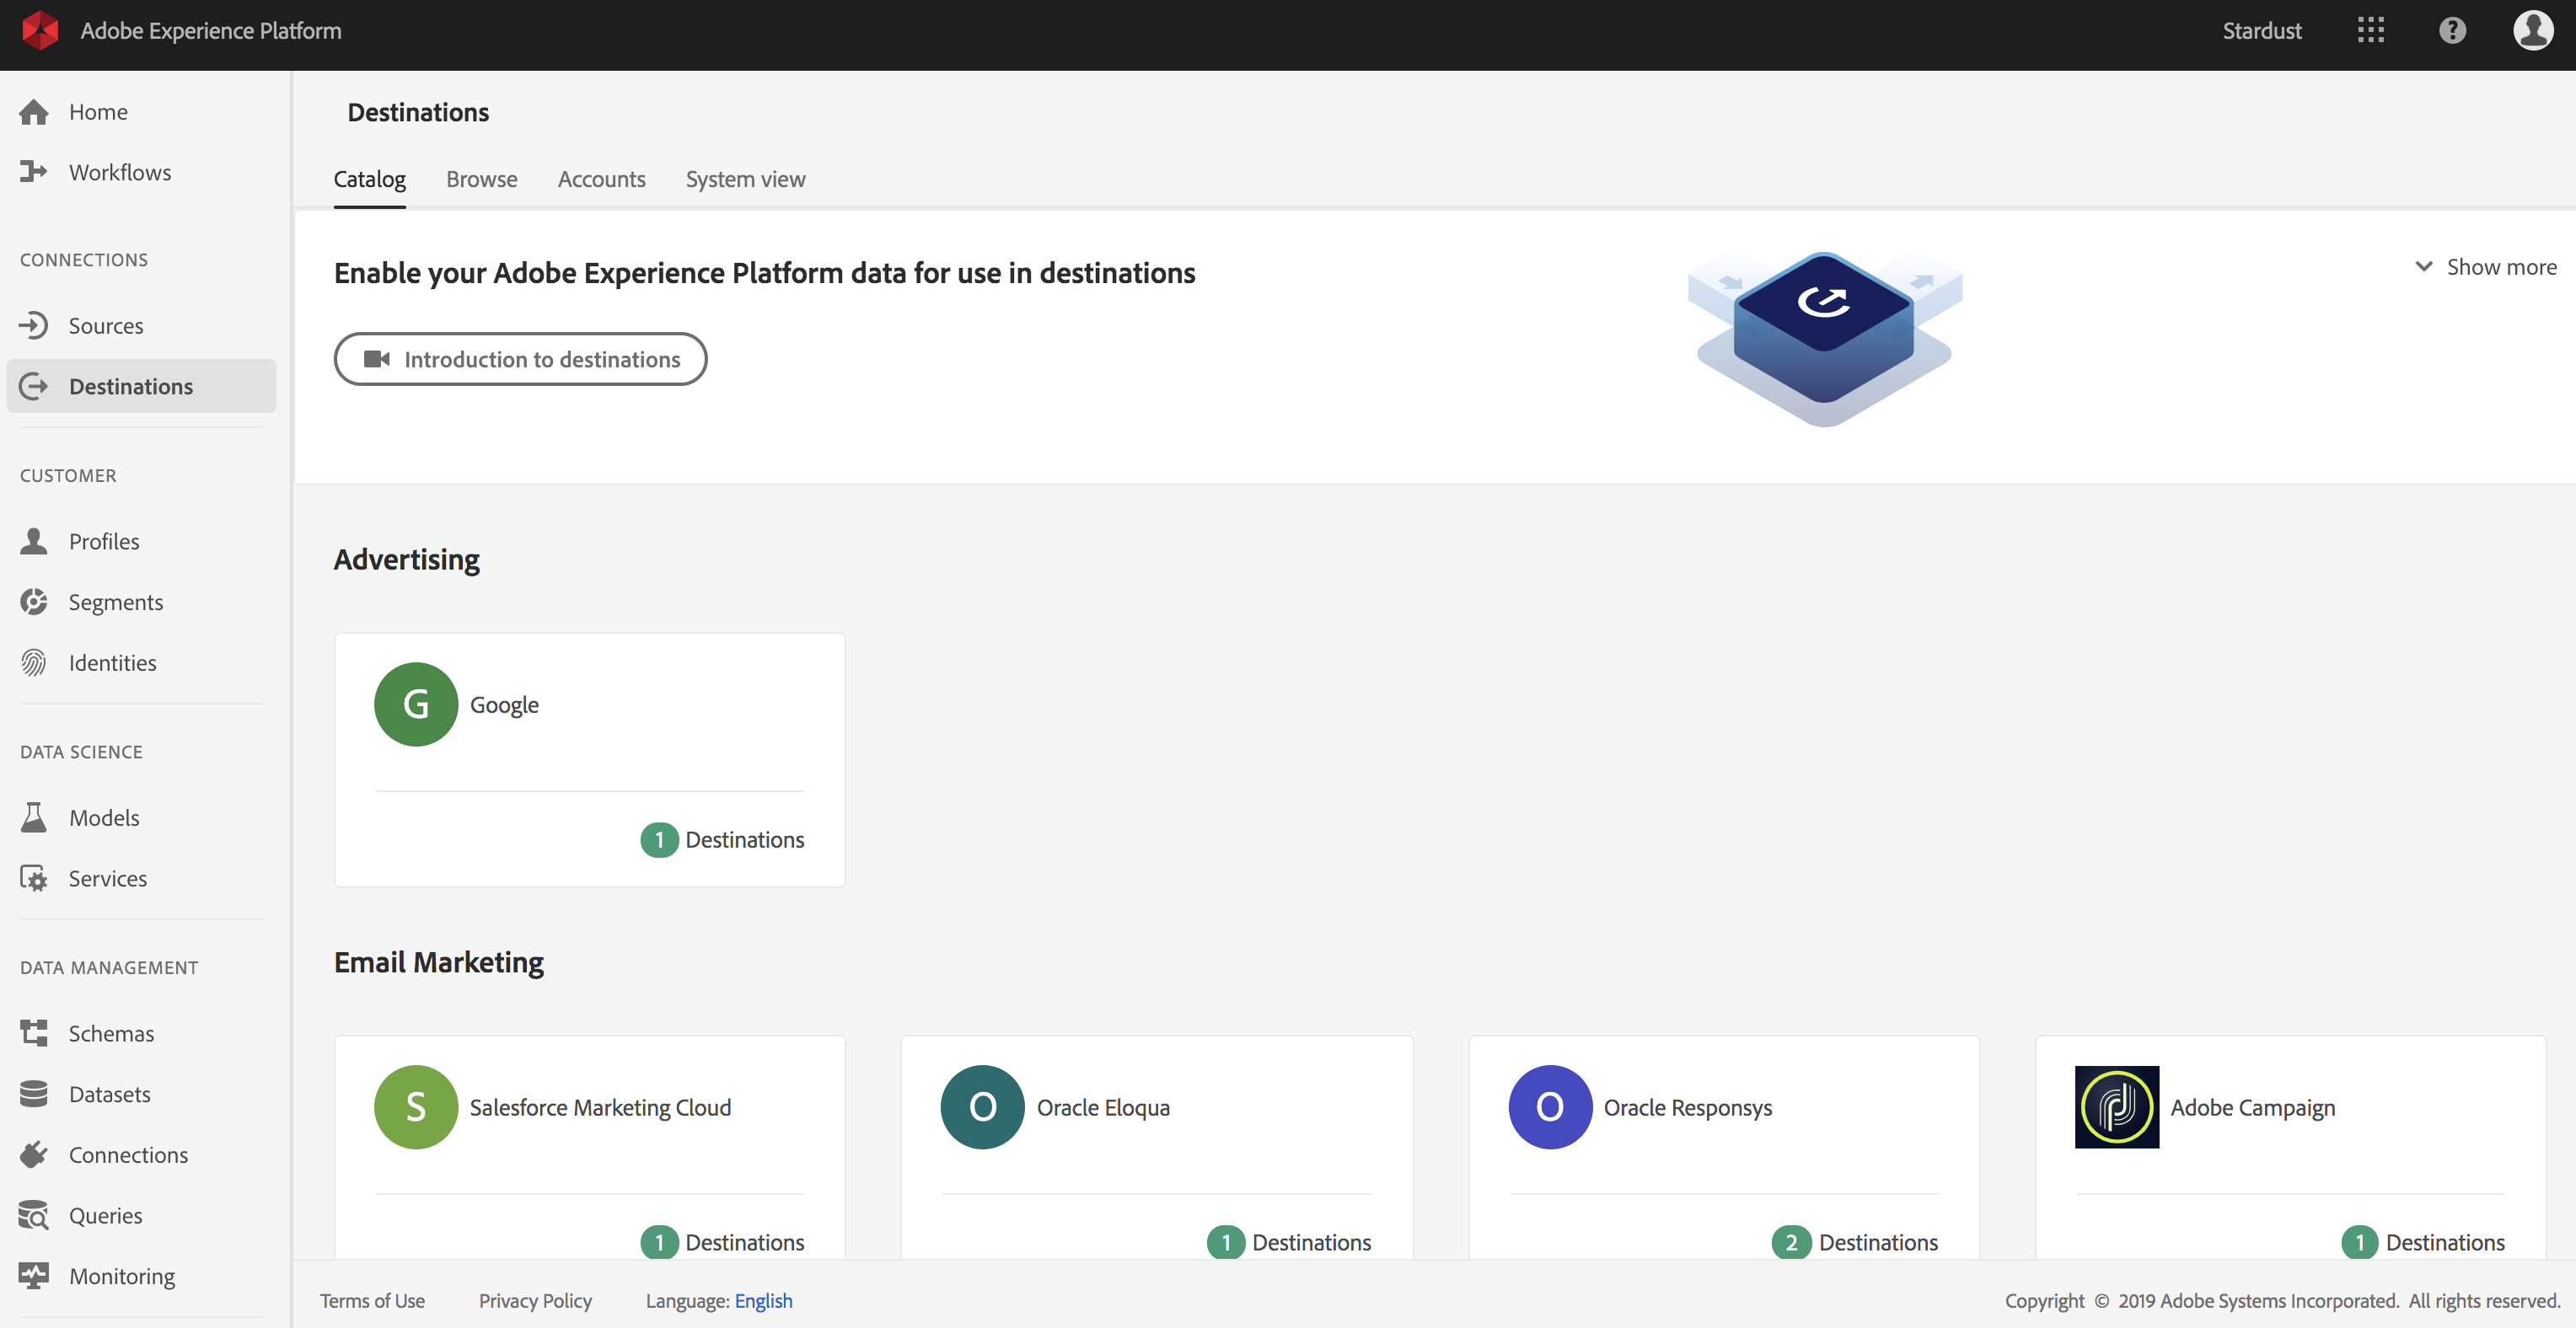 Adobe Experience Platform
Stardust
?
Home
Workflows
CONNECTIONS
Sources
Destinations
CUSTOMER
Profiles
Segments
Identities
DATA SCIENCE
Models
Services
DATA MANAGEMENT
Schemas
Datasets
Connections
Queries
Monitoring
Destinations
Catalog Browse Accounts System view
Enable your Adobe Experience Platform data for use in destinations
Show more
Introduction to destinations
Advertising
G Google
1 Destinations
Email Marketing
S Salesforce Marketing Cloud
1 Destinations
O Oracle Eloqua
1 Destinations
O Oracle Responsys
2 Destinations
Adobe Campaign
1 Destinations
Terms of Use Privacy Policy Language: English
Copyright © 2019 Adobe Systems Incorporated. All rights reserved.